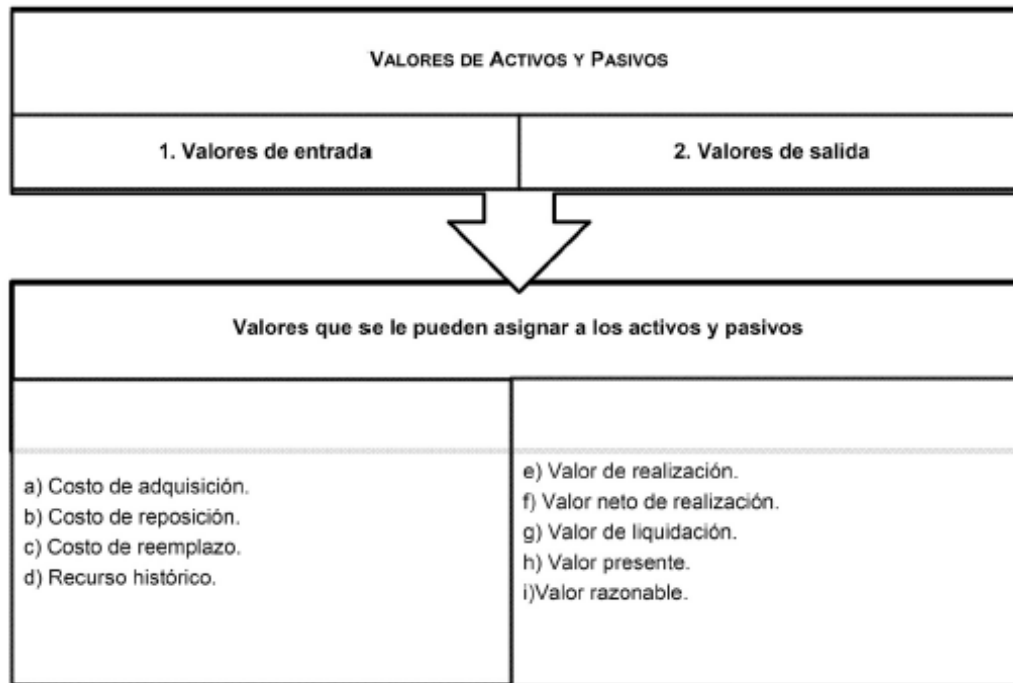 VALORES DE ACTIVOS Y PASIVOS
1. Valores de entrada
2. Valores de salida
Valores que se le pueden asignar a los activos y pasivos
a) Costo de adquisición.
b) Costo de reposición.
c) Costo de reemplazo.
d) Recurso histórico.
e) Valor de realización.
f) Valor neto de realización.
g) Valor de liquidación.
h) Valor presente.
i)Valor razonable.